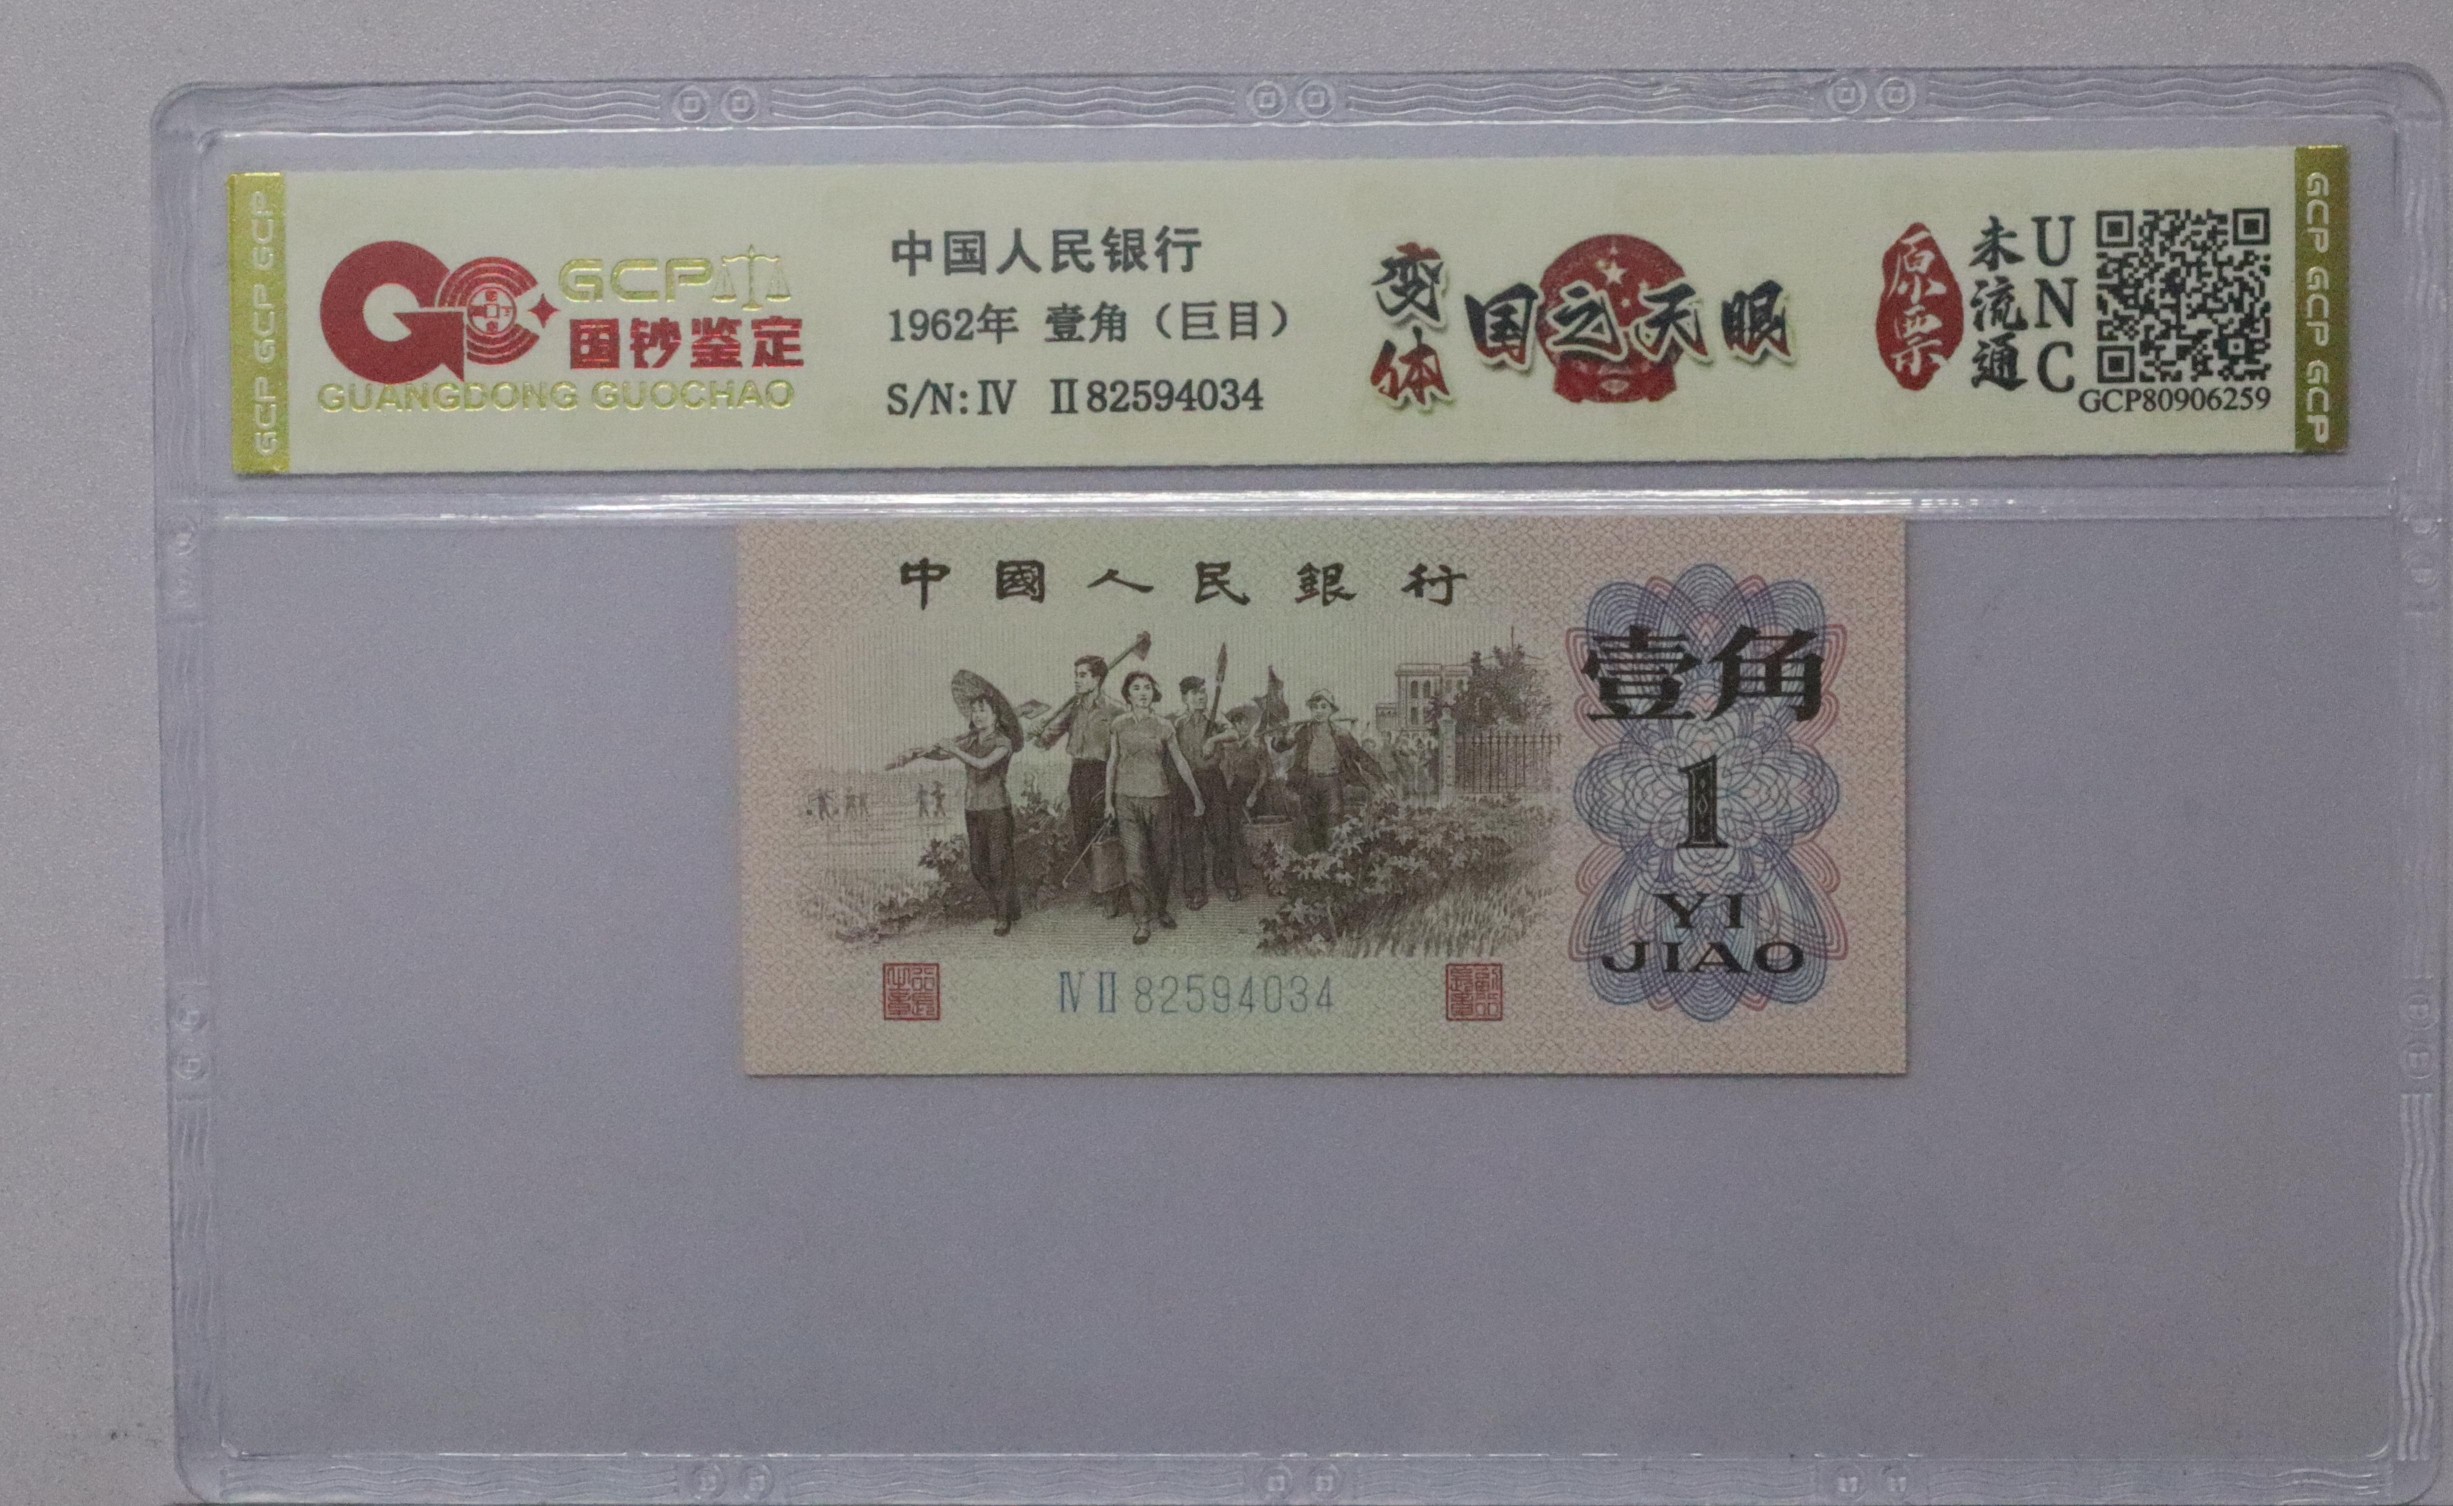 GCP GCP GCP
GCP
国钞鉴定
GUANGDONG GUOCHAO
中国人民银行
1962年 壹角（巨目）
S/N: Ⅳ Ⅱ82594034
变体
国之天眼
原票
未流通
UNC
GCP80906259
GCP GCP GCP
中國人民銀行
壹角
1
YI
JIAO
Ⅳ Ⅱ 82594034